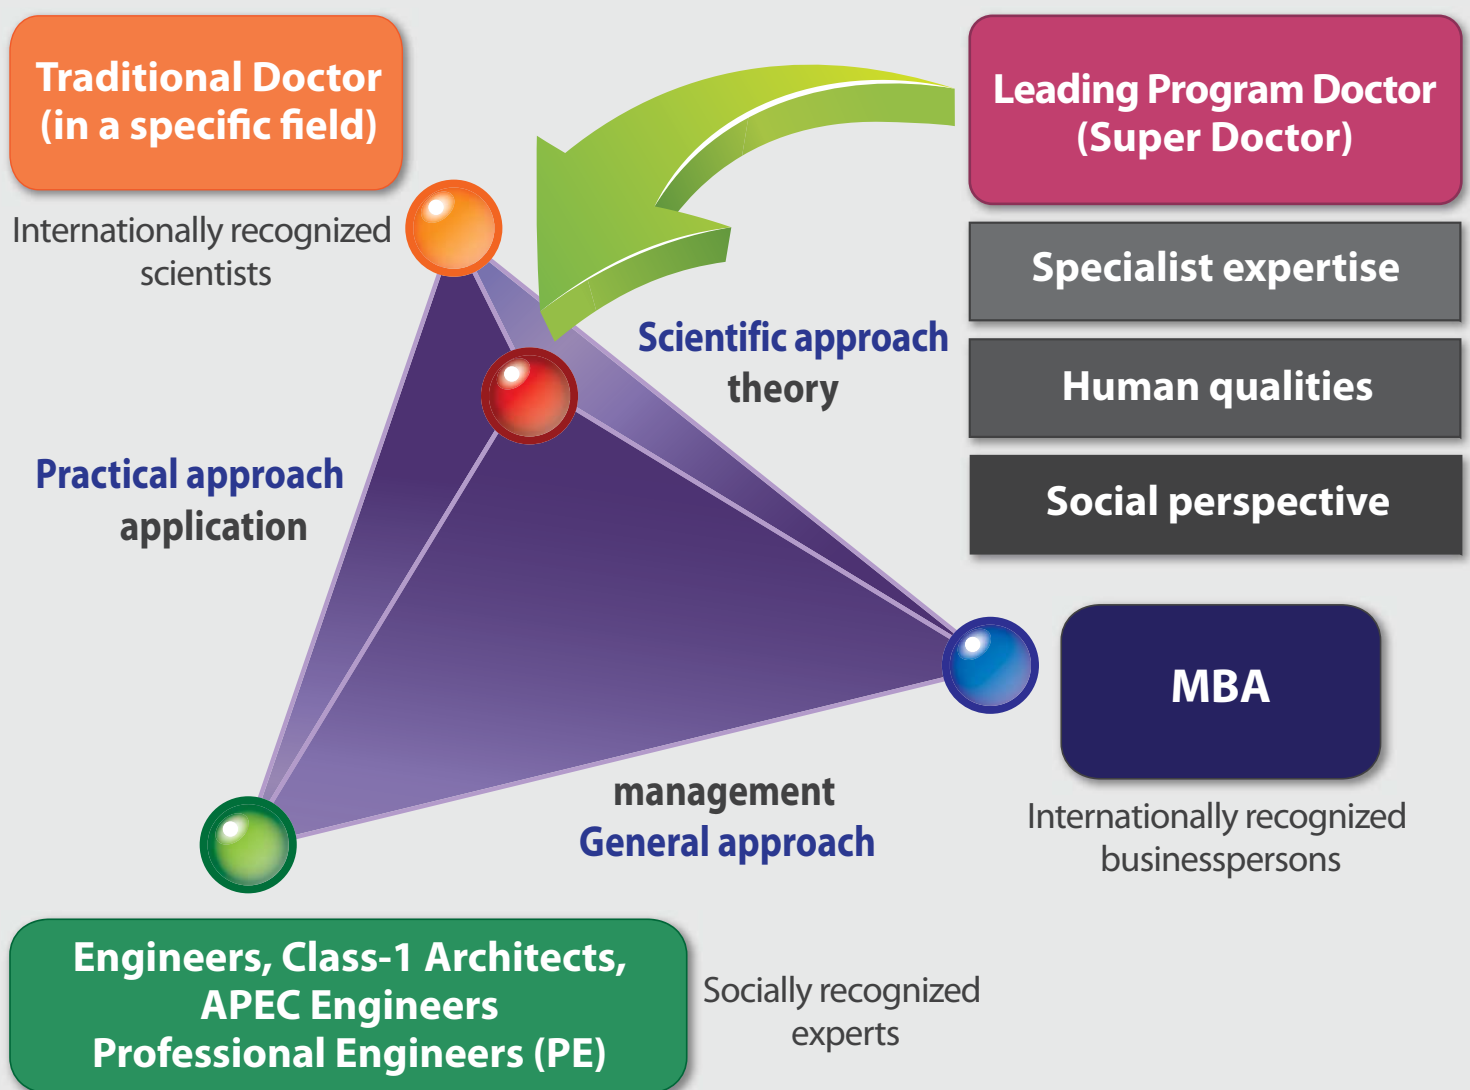 Traditional Doctor
(in a specific field)
Internationally recognized
scientists
Leading Program Doctor
(Super Doctor)
Specialist expertise
Human qualities
Social perspective
Scientific approach
theory
Practical approach
application
MBA
Internationally recognized
businesspersons
management
General approach
Engineers, Class-1 Architects,
APEC Engineers
Professional Engineers (PE)
Socially recognized
experts